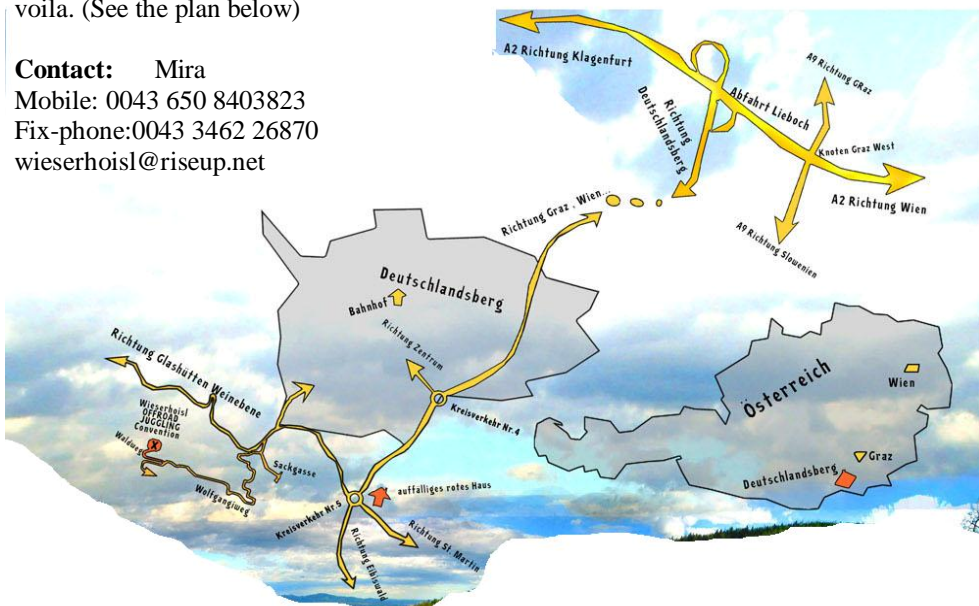 voila. (See the plan below)
Contact: Mira
Mobile: 0043 650 8403823
Fix-phone:0043 3462 26870
wieserhoisl@riseup.net
A2 Richtung Klagenfurt
A9 Richtung GRaz
Abfahrt Lieboch
Richtung
Deutschlandsberg
Knoten Graz West
A2 Richtung Wien
A9 Richtung Slowenien
Richtung Graz , Wien...
Deutschlandsberg
Bahnhof
Richtung Zentrum
Richtung Glashütten Weinebene
Kreisverkehr Nr.4
Wieserhoisl
OFFROAD
JUGGLING
Convention
X
Waldweg
Sackgasse
Wolfgangiweg
auffälliges rotes Haus
Kreisverkehr Nr.5
Richtung St. Martin
Richtung Eibiswald
Österreich
Wien
Graz
Deutschlandsberg